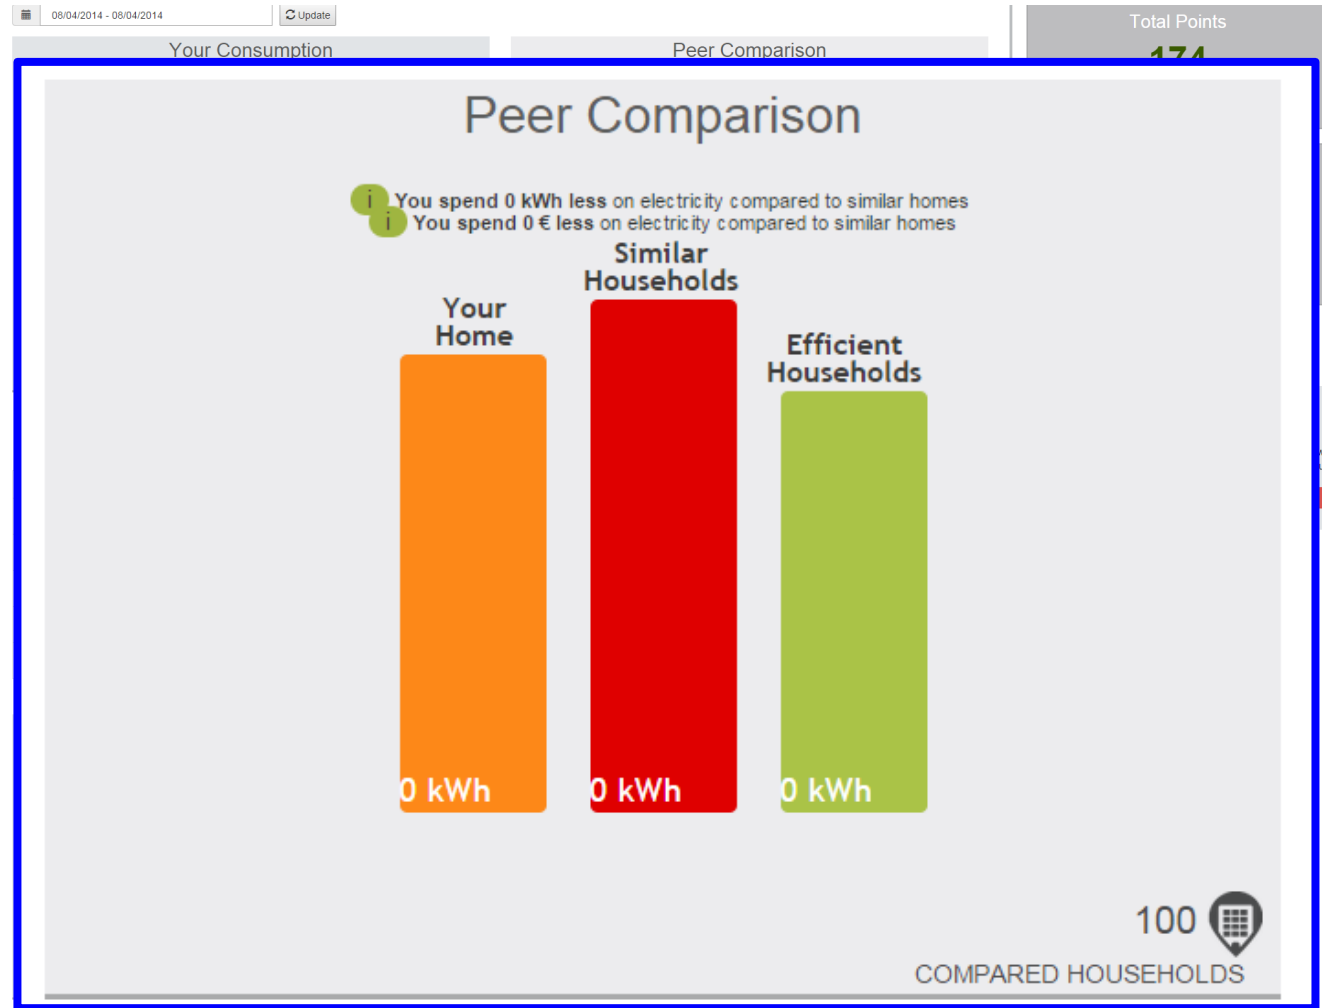 08/04/2014 - 08/04/2014
Update
Your Consumption
Peer Comparison
Total Points
174
Peer Comparison
i You spend 0 kWh less on electricity compared to similar homes
i You spend 0 € less on electricity compared to similar homes
Similar
Households
Your
Home
Efficient
Households
0 kWh
0 kWh
0 kWh
100
COMPARED HOUSEHOLDS